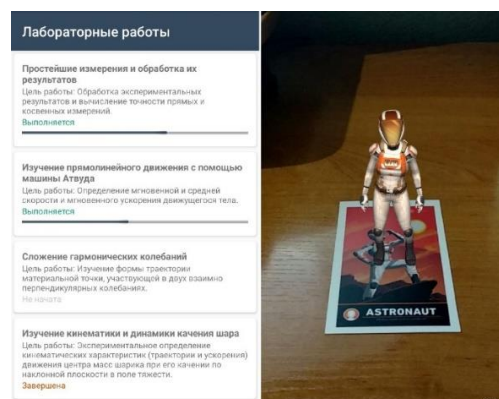 Лабораторные работы
Простейшие измерения и обработка их
результатов
Цель работы: Обработка экспериментальных
результатов и вычисление точности прямых и
косвенных измерений.
Выполняется
Изучение прямолинейного движения с помощью
машины Атвуда
Цель работы: Определение мгновенной и средней
скорости и мгновенного ускорения движущегося тела.
Выполняется
Сложение гармонических колебаний
Цель работы: Изучение формы траектории
материальной точки, участвующей в двух взаимно
перпендикулярных колебаниях.
Не начата
Изучение кинематики и динамики качения шара
Цель работы: Экспериментальное определение
кинематических характеристик (траектории и ускорения)
движения центра масс шарика при его качении по
наклонной плоскости в поле тяжести.
Завершена
ASTRONAUT